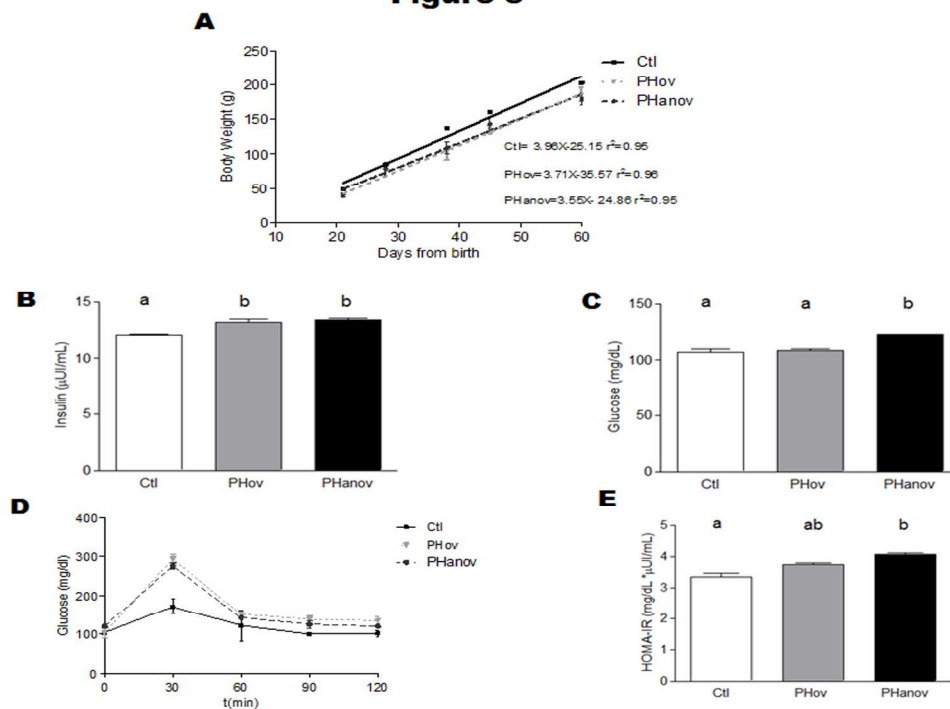 A
Body Weight (g)
250
200
150
100
50
0
10
20
30
40
50
60
Days from birth
Ctl
PHov
PHanov
Ctl= 3.96X-25.15 r²=0.95
PHov=3.71X-35.57 r²=0.96
PHanov=3.55X- 24.86 r²=0.95
B
a
b
b
Insulin (µUI/mL)
15
10
5
0
Ctl
PHov
PHanov
C
a
a
b
Glucose (mg/dL)
150
100
50
0
Ctl
PHov
PHanov
D
Glucose (mg/dl)
400
300
200
100
0
0
30
60
90
120
t(min)
Ctl
PHov
PHanov
E
a
ab
b
HOMA-IR (mg/dL *µUI/mL)
5
4
3
2
1
0
Ctl
PHov
PHanov